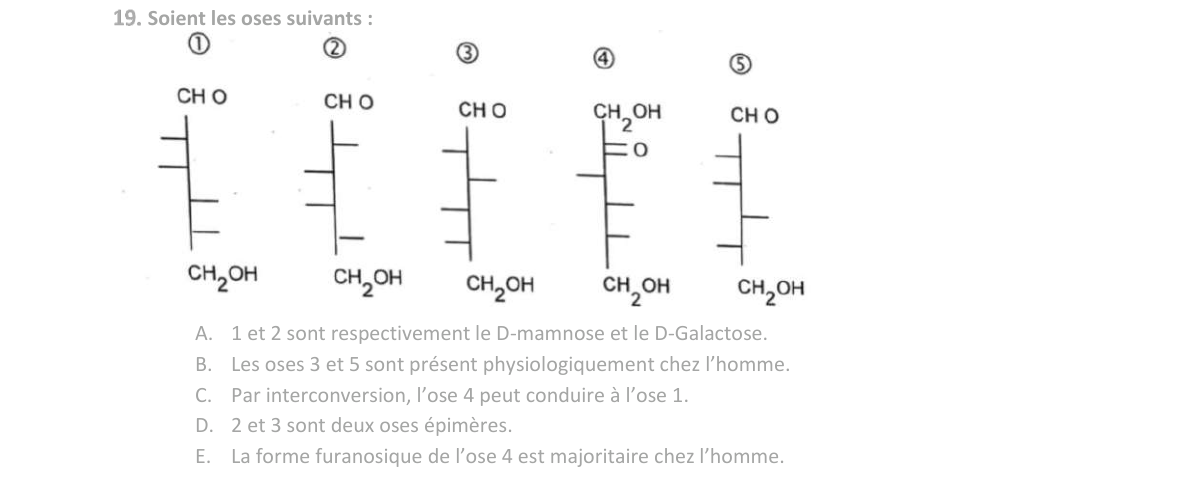 19. Soient les oses suivants :
① ② ③ ④ ⑤
CH O CH O CH O CH₂OH CH O
O
CH₂OH CH₂OH CH₂OH CH₂OH CH₂OH
A. 1 et 2 sont respectivement le D-mamnose et le D-Galactose.
B. Les oses 3 et 5 sont présent physiologiquement chez l’homme.
C. Par interconversion, l’ose 4 peut conduire à l’ose 1.
D. 2 et 3 sont deux oses épimères.
E. La forme furanosique de l’ose 4 est majoritaire chez l’homme.